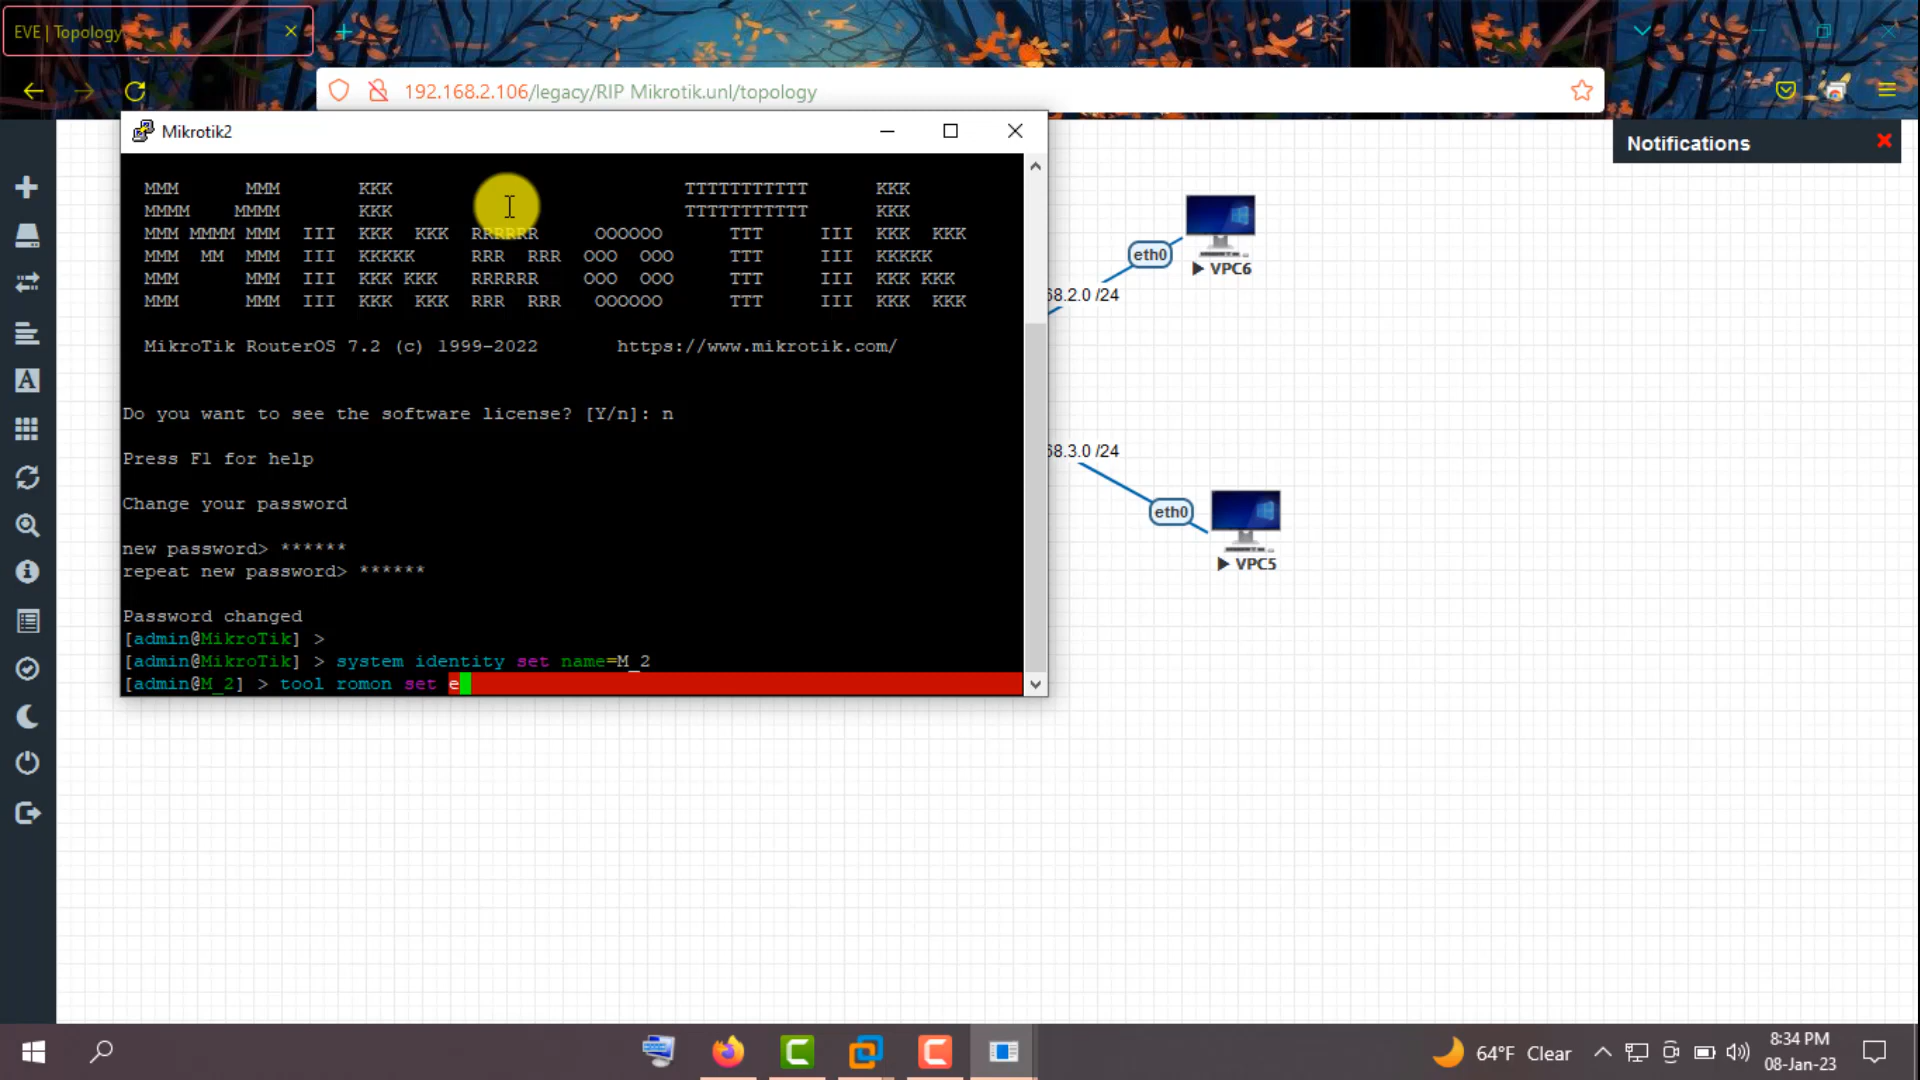 EVE | Topology
192.168.2.106/legacy/RIP Mikrotik.unl/topology
Mikrotik2
Notifications
MMM      MMM       KKK                          TTTTTTTTTTT      KKK
MMMM    MMMM       KKK                          TTTTTTTTTTT      KKK
MMM MMMM MMM  III  KKK  KKK  RRRRRR     OOOOOO      TTT     III  KKK  KKK
MMM  MM  MMM  III  KKKKK     RRR  RRR  OOO  OOO     TTT     III  KKKKK
MMM      MMM  III  KKK KKK   RRRRRR    OOO  OOO     TTT     III  KKK KKK
MMM      MMM  III  KKK  KKK  RRR  RRR   OOOOOO      TTT     III  KKK  KKK
MikroTik RouterOS 7.2 (c) 1999-2022       https://www.mikrotik.com/
Do you want to see the software license? [Y/n]: n
Press F1 for help
Change your password
new password> ******
repeat new password> ******
Password changed
[admin@MikroTik] >
[admin@MikroTik] > system identity set name=M_2
[admin@M_2] > tool romon set e
eth0
VPC6
68.2.0 /24
68.3.0 /24
eth0
VPC5
64°F Clear
8:34 PM
08-Jan-23